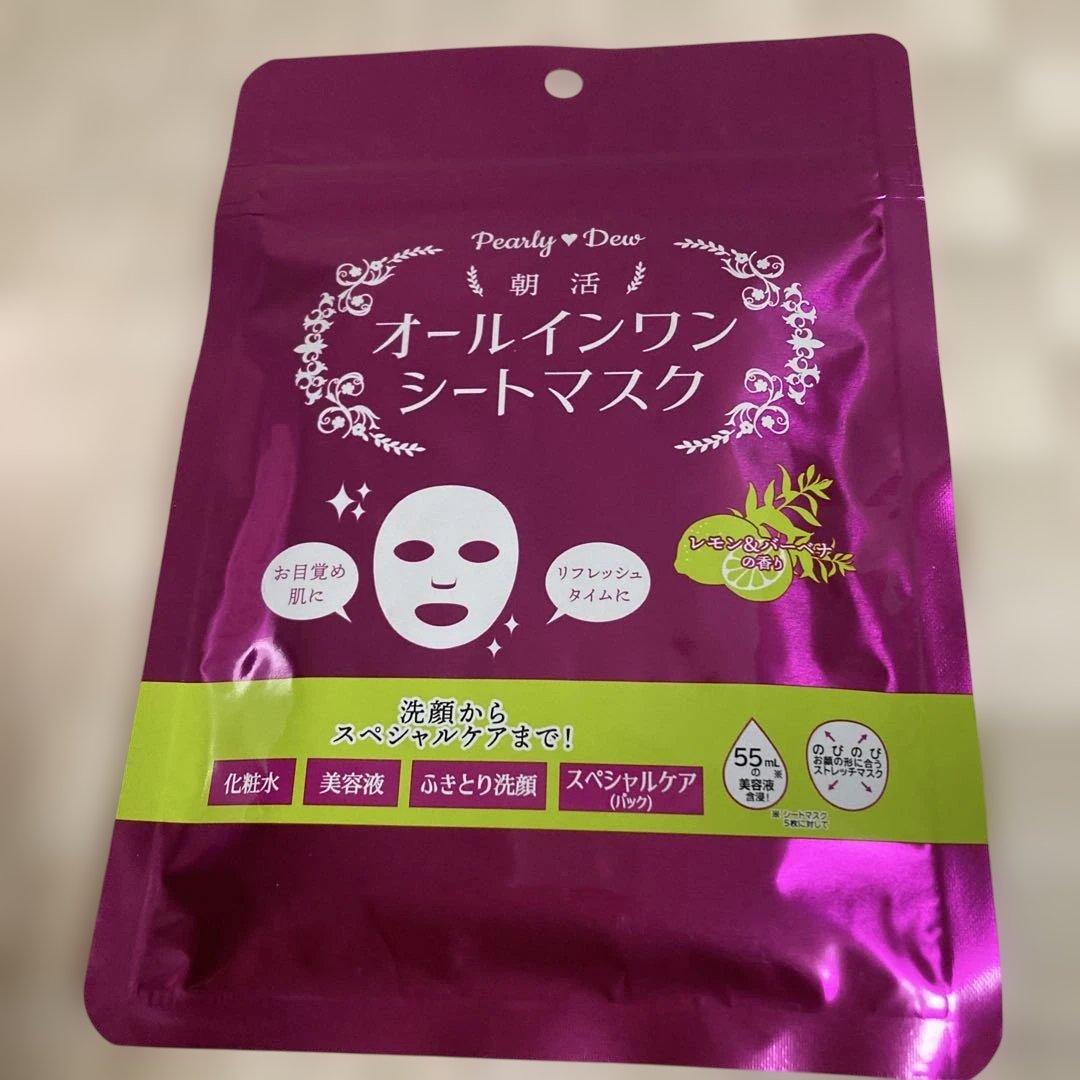 Pearly♥Dew
朝活
オールインワン
シートマスク
お目覚め
肌に
リフレッシュ
タイムに
レモン&バーベナ
の香り
洗顔から
スペシャルケアまで!
化粧水
美容液
ふきとり洗顔
スペシャルケア
(パック)
55mL※
の
美容液
含浸!
※シートマスク
5枚に対して
のびのび
お顔の形に合う
ストレッチマスク